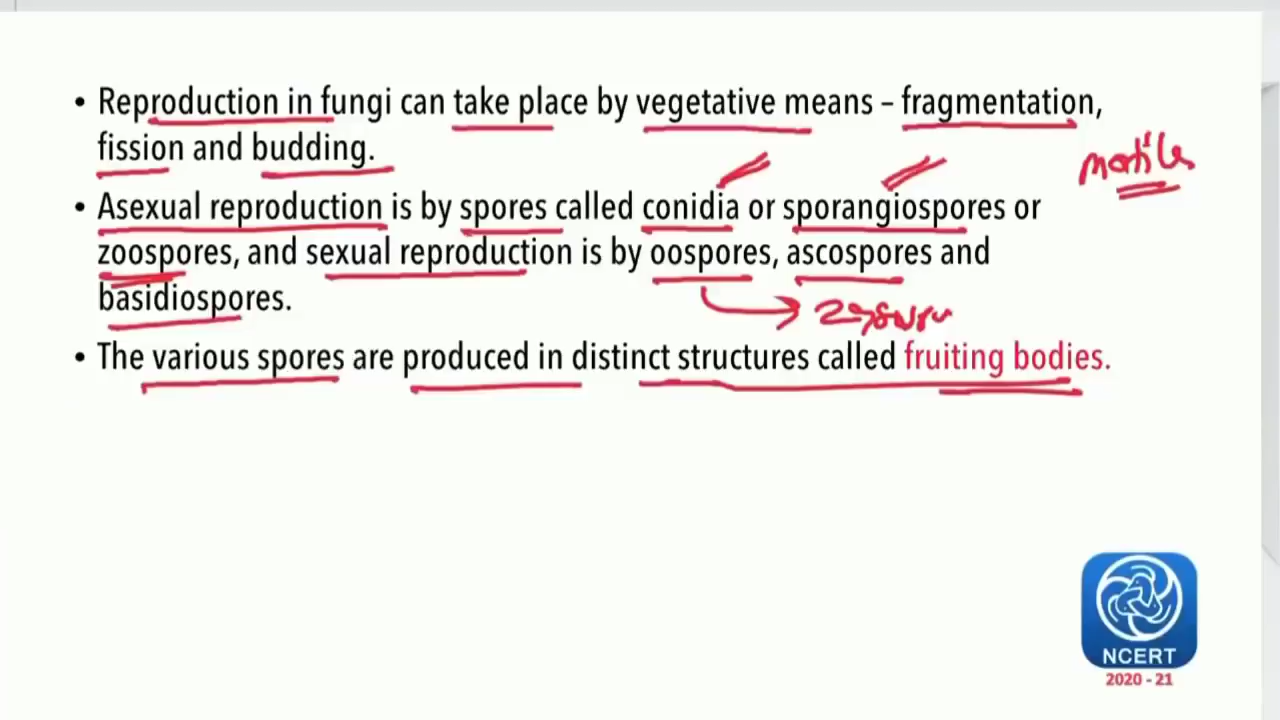 • Reproduction in fungi can take place by vegetative means – fragmentation,
fission and budding.
• Asexual reproduction is by spores called conidia or sporangiospores or
zoospores, and sexual reproduction is by oospores, ascospores and
basidiospores.
• The various spores are produced in distinct structures called fruiting bodies.
NCERT
2020 - 21